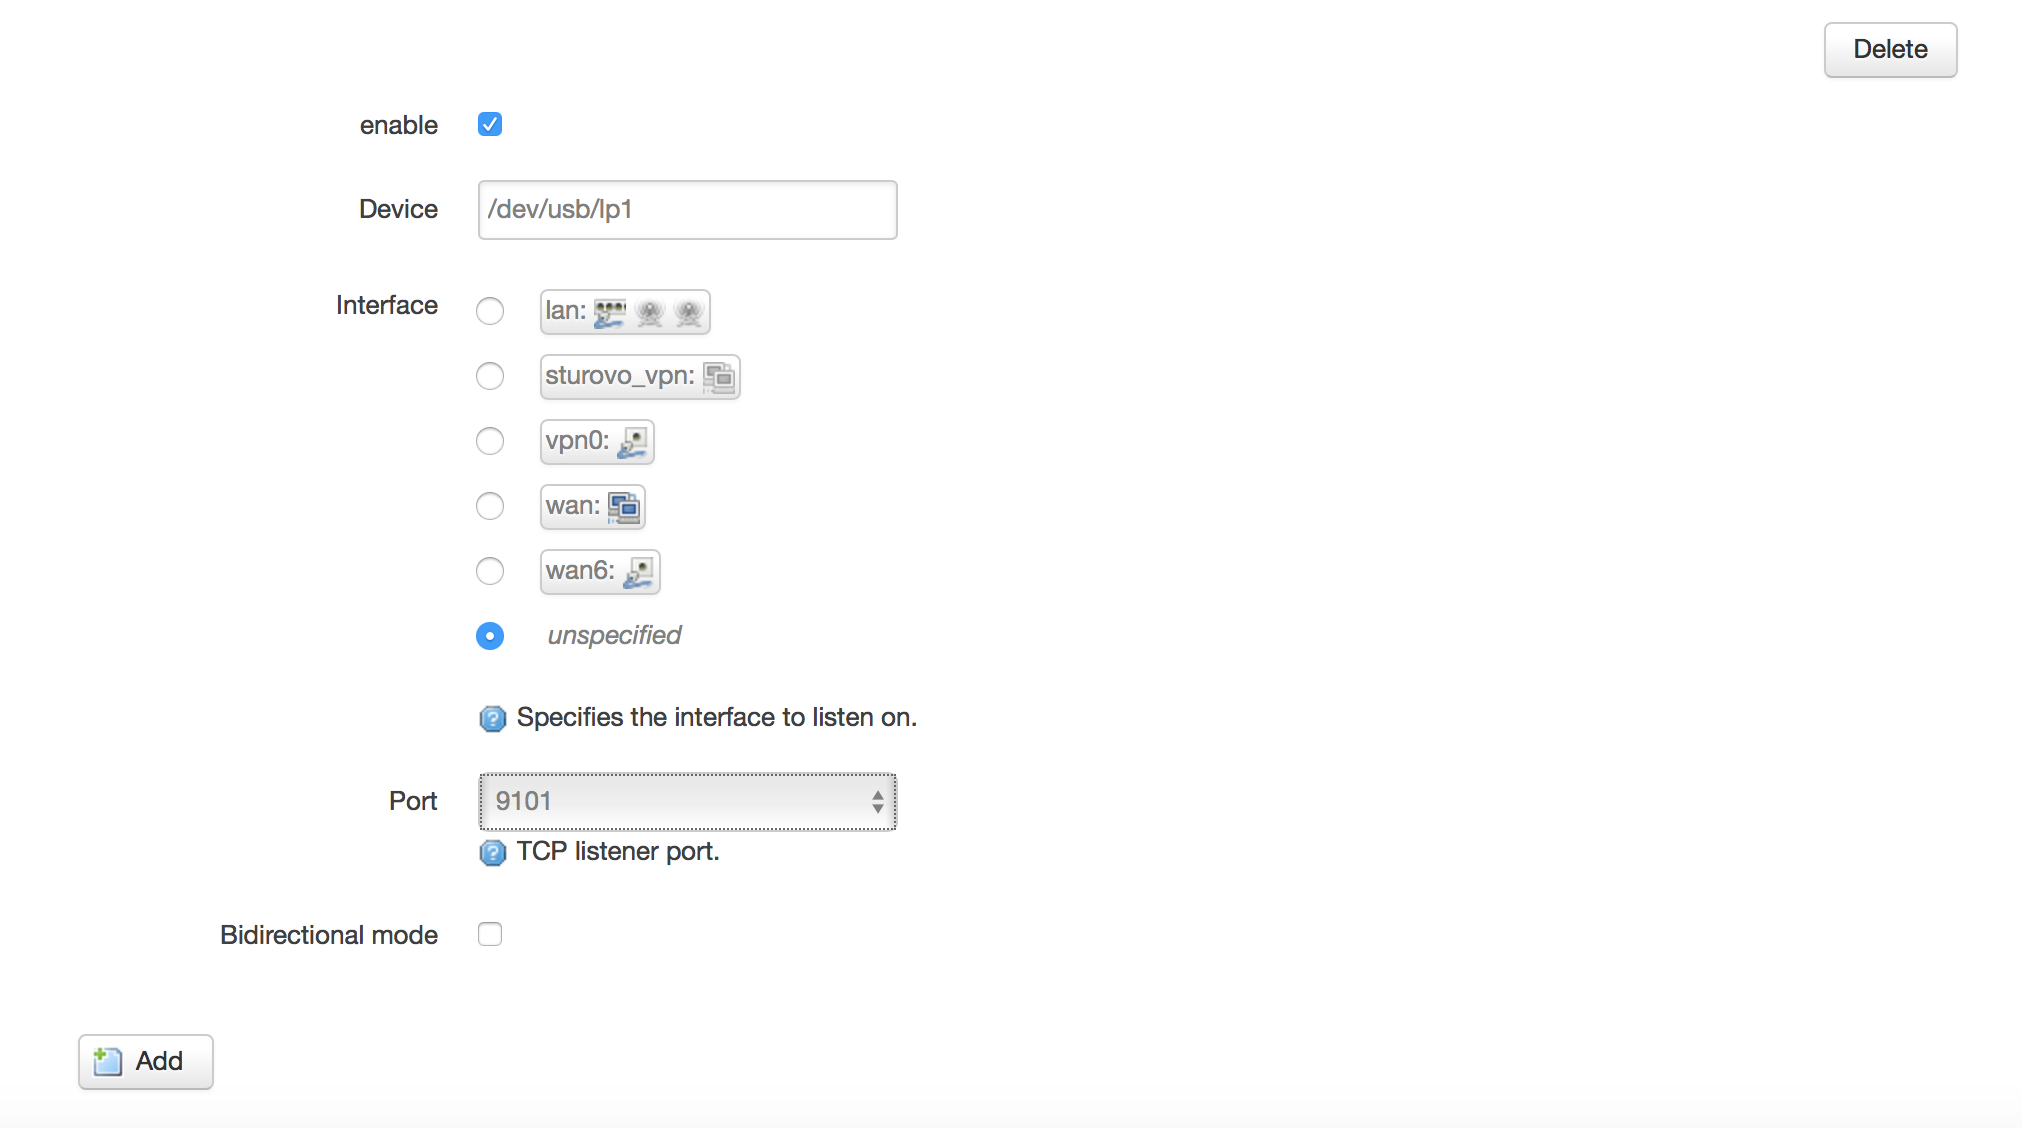 Delete
enable
Device /dev/usb/lp1
Interface lan:
sturovo_vpn:
vpn0:
wan:
wan6:
unspecified
Specifies the interface to listen on.
Port 9101
TCP listener port.
Bidirectional mode
Add